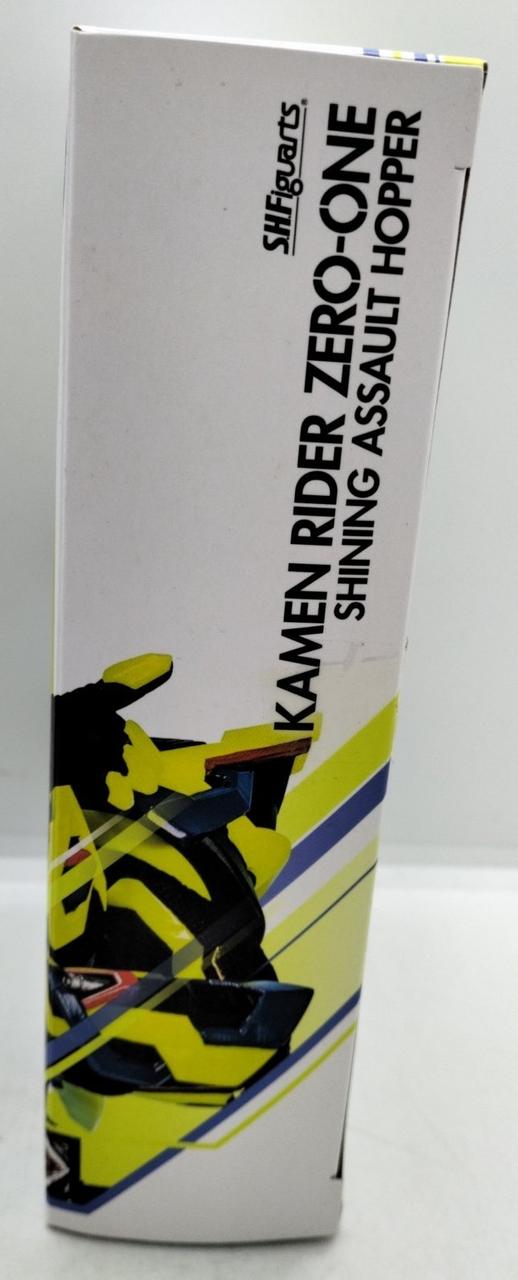 S.H.Figuarts®
KAMEN RIDER ZERO-ONE
SHINING ASSAULT HOPPER